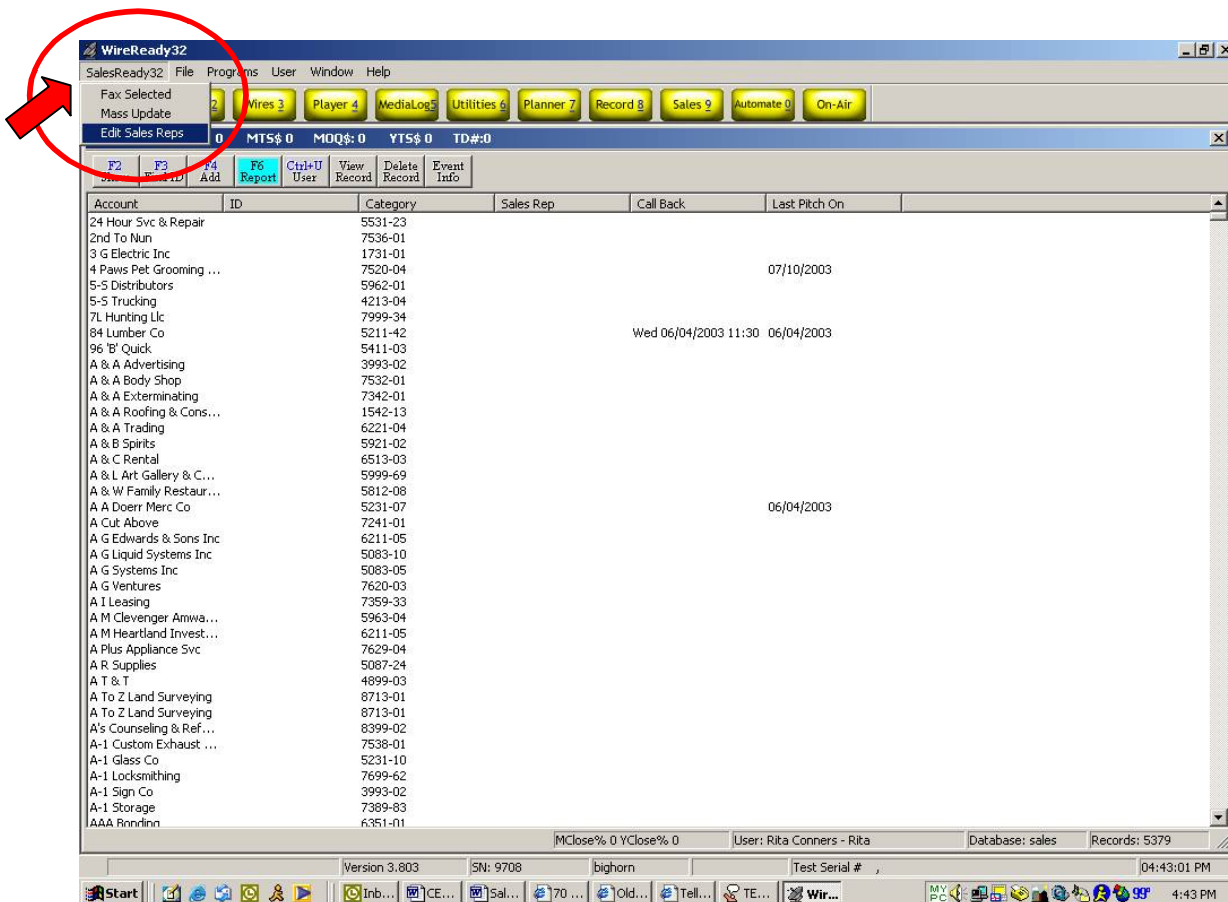 WireReady32
SalesReady32 File Programs User Window Help
Fax Selected
Mass Update
Edit Sales Reps
2 Wires 3 Player 4 MediaLog5 Utilities 6 Planner 7 Record 8 Sales 9 Automate 0 On-Air
0 MTS$ 0 MOQ$: 0 YTS$ 0 TD#:0
F2 F3 F4 Add F6 Report Ctrl+U User View Record Delete Record Event Info
Account ID Category Sales Rep Call Back Last Pitch On
24 Hour Svc & Repair 5531-23
2nd To Nun 7536-01
3 G Electric Inc 1731-01
4 Paws Pet Grooming ... 7520-04 07/10/2003
5-S Distributors 5962-01
5-S Trucking 4213-04
7L Hunting Llc 7999-34
84 Lumber Co 5211-42 Wed 06/04/2003 11:30 06/04/2003
96 'B' Quick 5411-03
A & A Advertising 3993-02
A & A Body Shop 7532-01
A & A Exterminating 7342-01
A & A Roofing & Cons... 1542-13
A & A Trading 6221-04
A & B Spirits 5921-02
A & C Rental 6513-03
A & L Art Gallery & C... 5999-69
A & W Family Restaur... 5812-08
A A Doerr Merc Co 5231-07 06/04/2003
A Cut Above 7241-01
A G Edwards & Sons Inc 6211-05
A G Liquid Systems Inc 5083-10
A G Systems Inc 5083-05
A G Ventures 7620-03
A I Leasing 7359-33
A M Clevenger Amwa... 5963-04
A M Heartland Invest... 6211-05
A Plus Appliance Svc 7629-04
A R Supplies 5087-24
A T & T 4899-03
A To Z Land Surveying 8713-01
A To Z Land Surveying 8713-01
A's Counseling & Ref... 8399-02
A-1 Custom Exhaust ... 7538-01
A-1 Glass Co 5231-10
A-1 Locksmithing 7699-62
A-1 Sign Co 3993-02
A-1 Storage 7389-83
AAA Bonding 6351-01
MClose% 0 YClose% 0 User: Rita Conners - Rita Database: sales Records: 5379
Version 3.803 SN: 9708 bighorn Test Serial # , 04:43:01 PM
Start Inb... CE... Sal... 70 ... Old... Tell... TE... Wir... MY PC 99° 4:43 PM